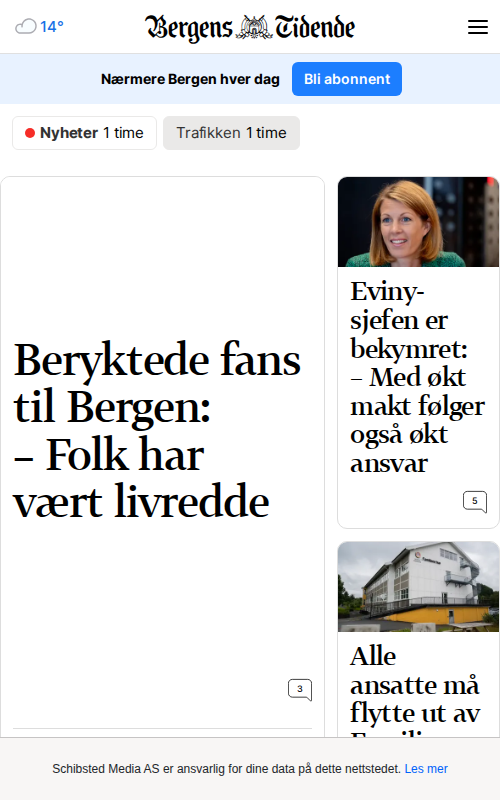 14°
Bergens Tidende
Nærmere Bergen hver dag
Bli abonnent
Nyheter 1 time
Trafikken 1 time
Beryktede fans
til Bergen:
– Folk har
vært livredde
3
Eviny-
sjefen er
bekymret:
– Med økt
makt følger
også økt
ansvar
5
Alle
ansatte må
flytte ut av
Schibsted Media AS er ansvarlig for dine data på dette nettstedet. Les mer